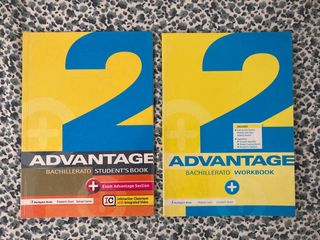 2
ADVANTAGE
BACHILLERATO STUDENT'S BOOK
+ Exam Advantage Section
IC Interactive Classroom
with Integrated Video
Burlington Books
2
ADVANTAGE
BACHILLERATO WORKBOOK
+
Burlington Books